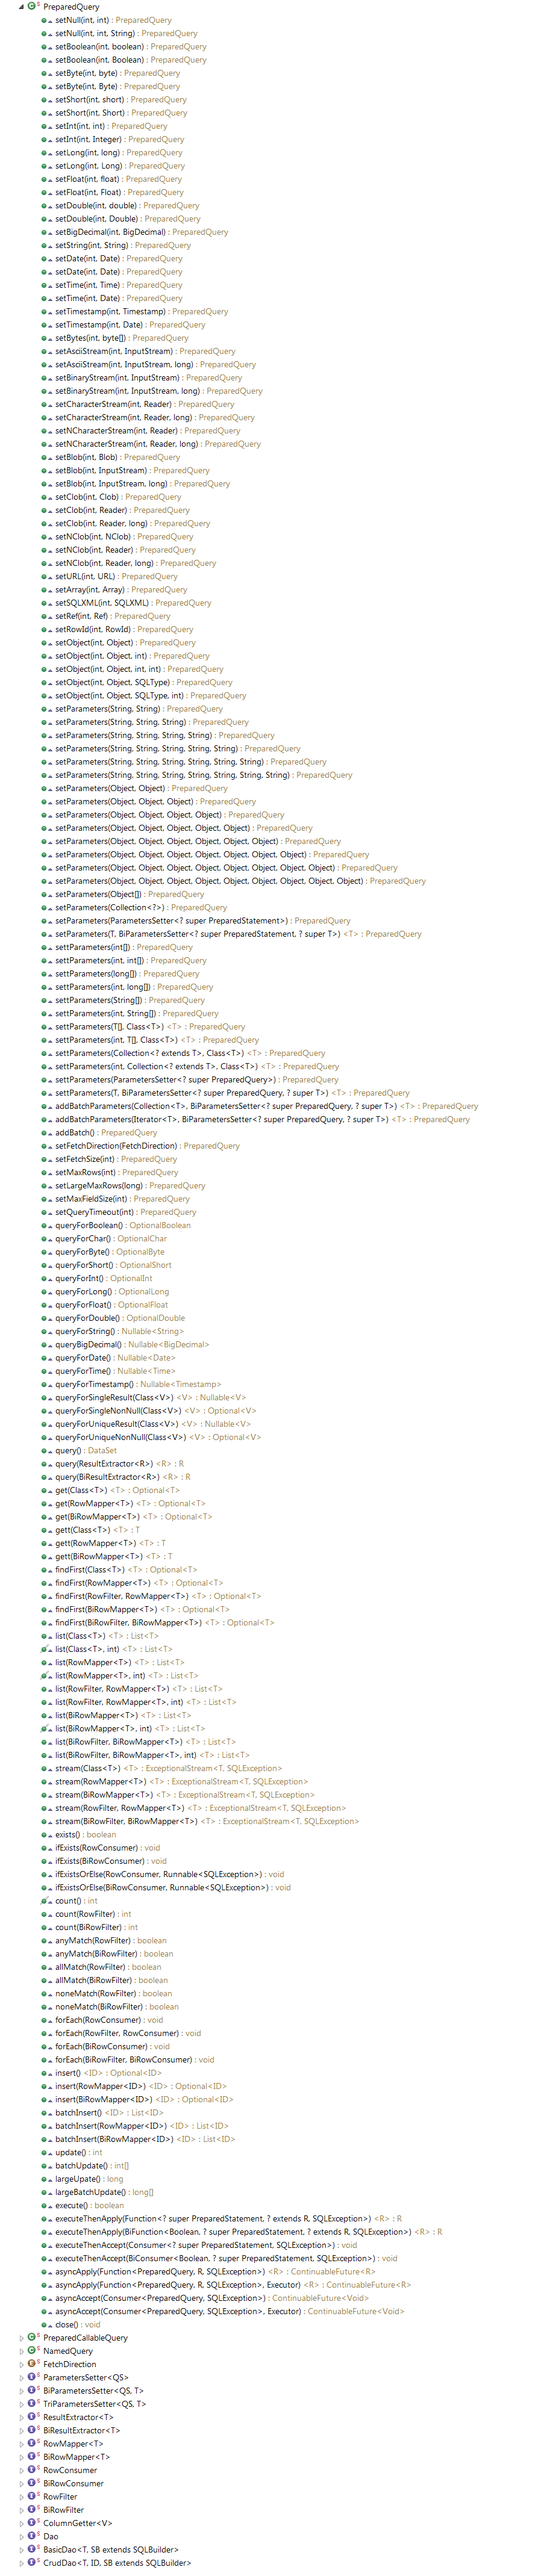 PreparedQuery
setNull(int, int) : PreparedQuery
setNull(int, int, String) : PreparedQuery
setBoolean(int, boolean) : PreparedQuery
setBoolean(int, Boolean) : PreparedQuery
setByte(int, byte) : PreparedQuery
setByte(int, Byte) : PreparedQuery
setShort(int, short) : PreparedQuery
setShort(int, Short) : PreparedQuery
setInt(int, int) : PreparedQuery
setInt(int, Integer) : PreparedQuery
setLong(int, long) : PreparedQuery
setLong(int, Long) : PreparedQuery
setFloat(int, float) : PreparedQuery
setFloat(int, Float) : PreparedQuery
setDouble(int, double) : PreparedQuery
setDouble(int, Double) : PreparedQuery
setBigDecimal(int, BigDecimal) : PreparedQuery
setString(int, String) : PreparedQuery
setDate(int, Date) : PreparedQuery
setDate(int, Date) : PreparedQuery
setTime(int, Time) : PreparedQuery
setTime(int, Date) : PreparedQuery
setTimestamp(int, Timestamp) : PreparedQuery
setTimestamp(int, Date) : PreparedQuery
setBytes(int, byte[]) : PreparedQuery
setAsciiStream(int, InputStream) : PreparedQuery
setAsciiStream(int, InputStream, long) : PreparedQuery
setBinaryStream(int, InputStream) : PreparedQuery
setBinaryStream(int, InputStream, long) : PreparedQuery
setCharacterStream(int, Reader) : PreparedQuery
setCharacterStream(int, Reader, long) : PreparedQuery
setNCharacterStream(int, Reader) : PreparedQuery
setNCharacterStream(int, Reader, long) : PreparedQuery
setBlob(int, Blob) : PreparedQuery
setBlob(int, InputStream) : PreparedQuery
setBlob(int, InputStream, long) : PreparedQuery
setClob(int, Clob) : PreparedQuery
setClob(int, Reader) : PreparedQuery
setClob(int, Reader, long) : PreparedQuery
setNClob(int, NClob) : PreparedQuery
setNClob(int, Reader) : PreparedQuery
setNClob(int, Reader, long) : PreparedQuery
setURL(int, URL) : PreparedQuery
setArray(int, Array) : PreparedQuery
setSQLXML(int, SQLXML) : PreparedQuery
setRef(int, Ref) : PreparedQuery
setRowId(int, RowId) : PreparedQuery
setObject(int, Object) : PreparedQuery
setObject(int, Object, int) : PreparedQuery
setObject(int, Object, int, int) : PreparedQuery
setObject(int, Object, SQLType) : PreparedQuery
setObject(int, Object, SQLType, int) : PreparedQuery
setParameters(String, String) : PreparedQuery
setParameters(String, String, String) : PreparedQuery
setParameters(String, String, String, String) : PreparedQuery
setParameters(String, String, String, String, String) : PreparedQuery
setParameters(String, String, String, String, String, String) : PreparedQuery
setParameters(String, String, String, String, String, String, String) : PreparedQuery
setParameters(Object, Object) : PreparedQuery
setParameters(Object, Object, Object) : PreparedQuery
setParameters(Object, Object, Object, Object) : PreparedQuery
setParameters(Object, Object, Object, Object, Object) : PreparedQuery
setParameters(Object, Object, Object, Object, Object, Object) : PreparedQuery
setParameters(Object, Object, Object, Object, Object, Object, Object) : PreparedQuery
setParameters(Object, Object, Object, Object, Object, Object, Object, Object) : PreparedQuery
setParameters(Object, Object, Object, Object, Object, Object, Object, Object, Object) : PreparedQuery
setParameters(Object[]) : PreparedQuery
setParameters(Collection<?>) : PreparedQuery
setParameters(ParametersSetter<? super PreparedStatement>) : PreparedQuery
setParameters(T, BiParametersSetter<? super PreparedStatement, ? super T>) <T> : PreparedQuery
settParameters(int[]) : PreparedQuery
settParameters(int, int[]) : PreparedQuery
settParameters(long[]) : PreparedQuery
settParameters(int, long[]) : PreparedQuery
settParameters(String[]) : PreparedQuery
settParameters(int, String[]) : PreparedQuery
settParameters(T[], Class<T>) <T> : PreparedQuery
settParameters(int, T[], Class<T>) <T> : PreparedQuery
settParameters(Collection<? extends T>, Class<T>) <T> : PreparedQuery
settParameters(int, Collection<? extends T>, Class<T>) <T> : PreparedQuery
settParameters(ParametersSetter<? super PreparedQuery>) : PreparedQuery
settParameters(T, BiParametersSetter<? super PreparedQuery, ? super T>) <T> : PreparedQuery
addBatchParameters(Collection<T>, BiParametersSetter<? super PreparedQuery, ? super T>) <T> : PreparedQuery
addBatchParameters(Iterator<T>, BiParametersSetter<? super PreparedQuery, ? super T>) <T> : PreparedQuery
addBatch() : PreparedQuery
setFetchDirection(FetchDirection) : PreparedQuery
setFetchSize(int) : PreparedQuery
setMaxRows(int) : PreparedQuery
setLargeMaxRows(long) : PreparedQuery
setMaxFieldSize(int) : PreparedQuery
setQueryTimeout(int) : PreparedQuery
queryForBoolean() : OptionalBoolean
queryForChar() : OptionalChar
queryForByte() : OptionalByte
queryForShort() : OptionalShort
queryForInt() : OptionalInt
queryForLong() : OptionalLong
queryForFloat() : OptionalFloat
queryForDouble() : OptionalDouble
queryForString() : Nullable<String>
queryBigDecimal() : Nullable<BigDecimal>
queryForDate() : Nullable<Date>
queryForTime() : Nullable<Time>
queryForTimestamp() : Nullable<Timestamp>
queryForSingleResult(Class<V>) <V> : Nullable<V>
queryForSingleNonNull(Class<V>) <V> : Optional<V>
queryForUniqueResult(Class<V>) <V> : Nullable<V>
queryForUniqueNonNull(Class<V>) <V> : Optional<V>
query() : DataSet
query(ResultExtractor<R>) <R> : R
query(BiResultExtractor<R>) <R> : R
get(Class<T>) <T> : Optional<T>
get(RowMapper<T>) <T> : Optional<T>
get(BiRowMapper<T>) <T> : Optional<T>
gett(Class<T>) <T> : T
gett(RowMapper<T>) <T> : T
gett(BiRowMapper<T>) <T> : T
findFirst(Class<T>) <T> : Optional<T>
findFirst(RowMapper<T>) <T> : Optional<T>
findFirst(RowFilter, RowMapper<T>) <T> : Optional<T>
findFirst(BiRowMapper<T>) <T> : Optional<T>
findFirst(BiRowFilter, BiRowMapper<T>) <T> : Optional<T>
list(Class<T>) <T> : List<T>
list(Class<T>, int) <T> : List<T>
list(RowMapper<T>) <T> : List<T>
list(RowMapper<T>, int) <T> : List<T>
list(RowFilter, RowMapper<T>) <T> : List<T>
list(RowFilter, RowMapper<T>, int) <T> : List<T>
list(BiRowMapper<T>) <T> : List<T>
list(BiRowMapper<T>, int) <T> : List<T>
list(BiRowFilter, BiRowMapper<T>) <T> : List<T>
list(BiRowFilter, BiRowMapper<T>, int) <T> : List<T>
stream(Class<T>) <T> : ExceptionalStream<T, SQLException>
stream(RowMapper<T>) <T> : ExceptionalStream<T, SQLException>
stream(BiRowMapper<T>) <T> : ExceptionalStream<T, SQLException>
stream(RowFilter, RowMapper<T>) <T> : ExceptionalStream<T, SQLException>
stream(BiRowFilter, BiRowMapper<T>) <T> : ExceptionalStream<T, SQLException>
exists() : boolean
ifExists(RowConsumer) : void
ifExists(BiRowConsumer) : void
ifExistsOrElse(RowConsumer, Runnable<SQLException>) : void
ifExistsOrElse(BiRowConsumer, Runnable<SQLException>) : void
count() : int
count(RowFilter) : int
count(BiRowFilter) : int
anyMatch(RowFilter) : boolean
anyMatch(BiRowFilter) : boolean
allMatch(RowFilter) : boolean
allMatch(BiRowFilter) : boolean
noneMatch(RowFilter) : boolean
noneMatch(BiRowFilter) : boolean
forEach(RowConsumer) : void
forEach(RowFilter, RowConsumer) : void
forEach(BiRowConsumer) : void
forEach(BiRowFilter, BiRowConsumer) : void
insert() <ID> : Optional<ID>
insert(RowMapper<ID>) <ID> : Optional<ID>
insert(BiRowMapper<ID>) <ID> : Optional<ID>
batchInsert() <ID> : List<ID>
batchInsert(RowMapper<ID>) <ID> : List<ID>
batchInsert(BiRowMapper<ID>) <ID> : List<ID>
update() : int
batchUpdate() : int[]
largeUpate() : long
largeBatchUpdate() : long[]
execute() : boolean
executeThenApply(Function<? super PreparedStatement, ? extends R, SQLException>) <R> : R
executeThenApply(BiFunction<Boolean, ? super PreparedStatement, ? extends R, SQLException>) <R> : R
executeThenAccept(Consumer<? super PreparedStatement, SQLException>) : void
executeThenAccept(BiConsumer<Boolean, ? super PreparedStatement, SQLException>) : void
asyncApply(Function<PreparedQuery, R, SQLException>) <R> : ContinuableFuture<R>
asyncApply(Function<PreparedQuery, R, SQLException>, Executor) <R> : ContinuableFuture<R>
asyncAccept(Consumer<PreparedQuery, SQLException>) : ContinuableFuture<Void>
asyncAccept(Consumer<PreparedQuery, SQLException>, Executor) : ContinuableFuture<Void>
close() : void
PreparedCallableQuery
NamedQuery
FetchDirection
ParametersSetter<QS>
BiParametersSetter<QS, T>
TriParametersSetter<QS, T>
ResultExtractor<T>
BiResultExtractor<T>
RowMapper<T>
BiRowMapper<T>
RowConsumer
BiRowConsumer
RowFilter
BiRowFilter
ColumnGetter<V>
Dao
BasicDao<T, SB extends SQLBuilder>
CrudDao<T, ID, SB extends SQLBuilder>